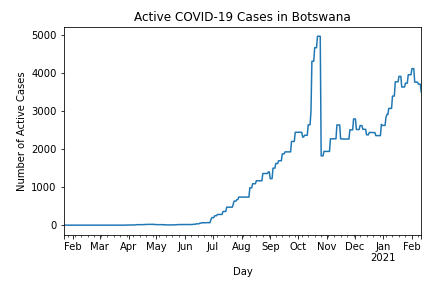 Active COVID-19 Cases in Botswana
Number of Active Cases
5000
4000
3000
2000
1000
0
Feb Mar Apr May Jun Jul Aug Sep Oct Nov Dec Jan Feb
2021
Day